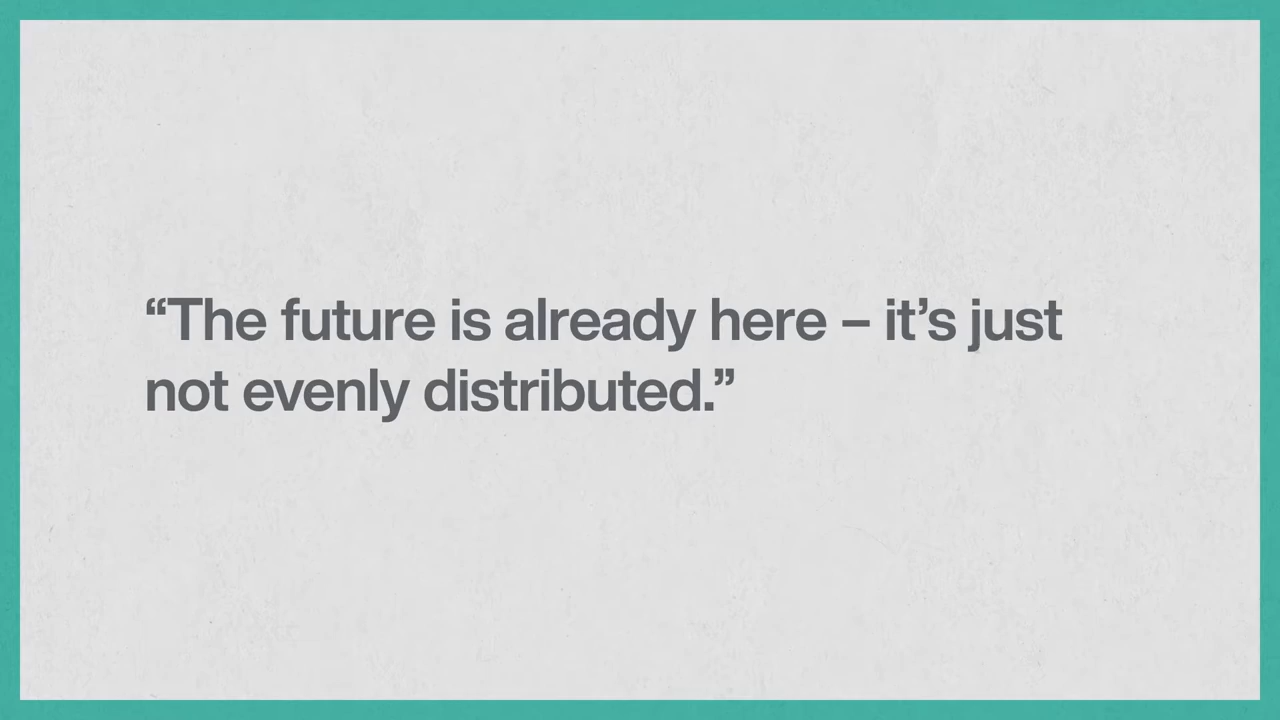 “The future is already here – it’s just
not evenly distributed.”